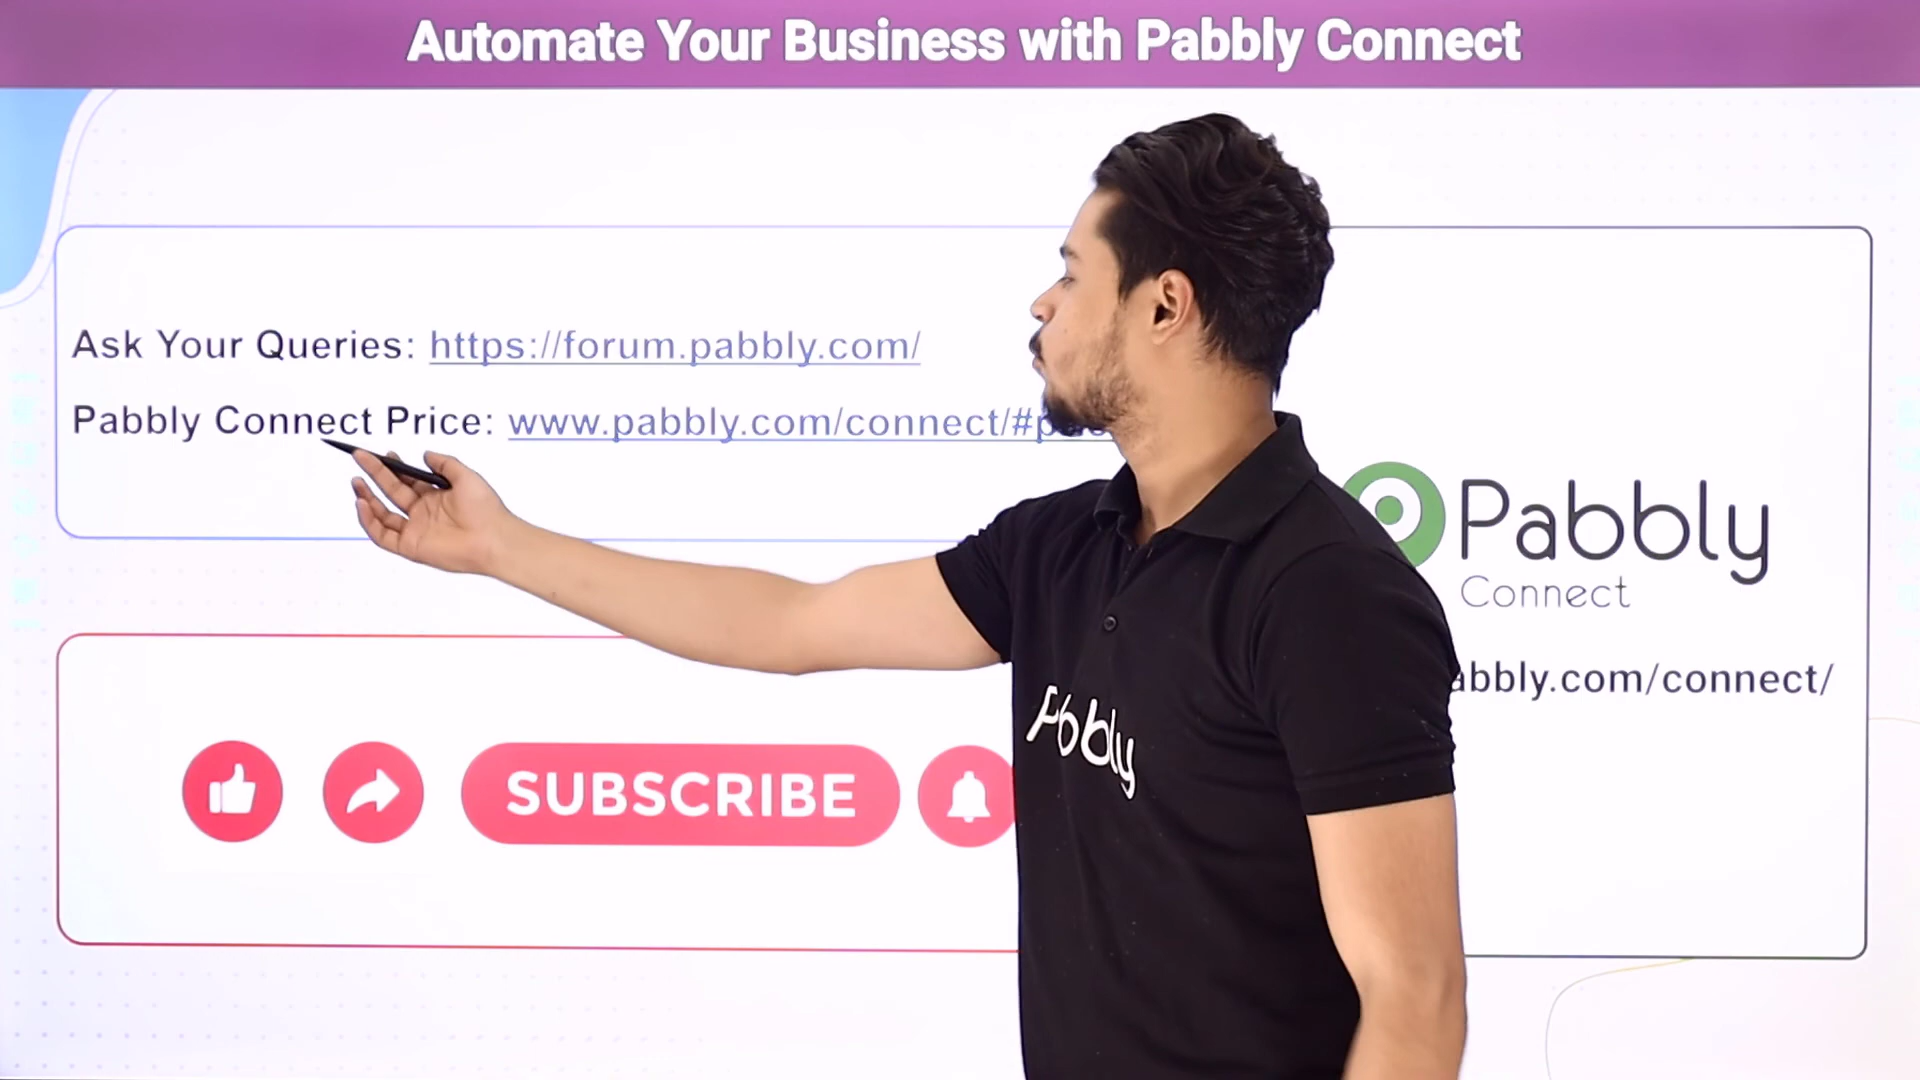 Automate Your Business with Pabbly Connect
Ask Your Queries: https://forum.pabbly.com/
Pabbly Connect Price: www.pabbly.com/connect/#p
Pabbly
Connect
abbly.com/connect/
SUBSCRIBE
Pabbly